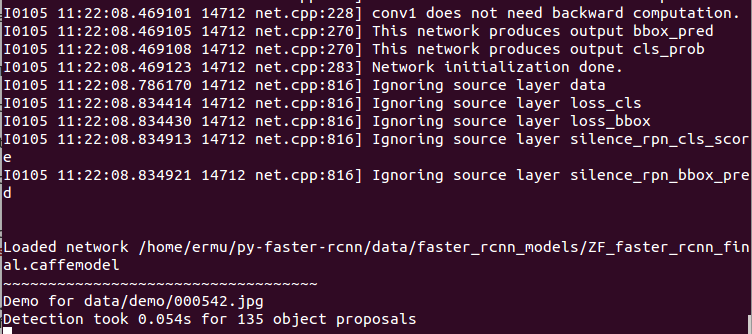 I0105 11:22:08.469101 14712 net.cpp:228] conv1 does not need backward computation.
I0105 11:22:08.469105 14712 net.cpp:270] This network produces output bbox_pred
I0105 11:22:08.469108 14712 net.cpp:270] This network produces output cls_prob
I0105 11:22:08.469123 14712 net.cpp:283] Network initialization done.
I0105 11:22:08.786170 14712 net.cpp:816] Ignoring source layer data
I0105 11:22:08.834414 14712 net.cpp:816] Ignoring source layer loss_cls
I0105 11:22:08.834430 14712 net.cpp:816] Ignoring source layer loss_bbox
I0105 11:22:08.834913 14712 net.cpp:816] Ignoring source layer silence_rpn_cls_scor
e
I0105 11:22:08.834921 14712 net.cpp:816] Ignoring source layer silence_rpn_bbox_pre
d
Loaded network /home/ermu/py-faster-rcnn/data/faster_rcnn_models/ZF_faster_rcnn_fin
al.caffemodel
~~~~~~~~~~~~~~~~~~~~~~~~~~~~~~~~~~~
Demo for data/demo/000542.jpg
Detection took 0.054s for 135 object proposals